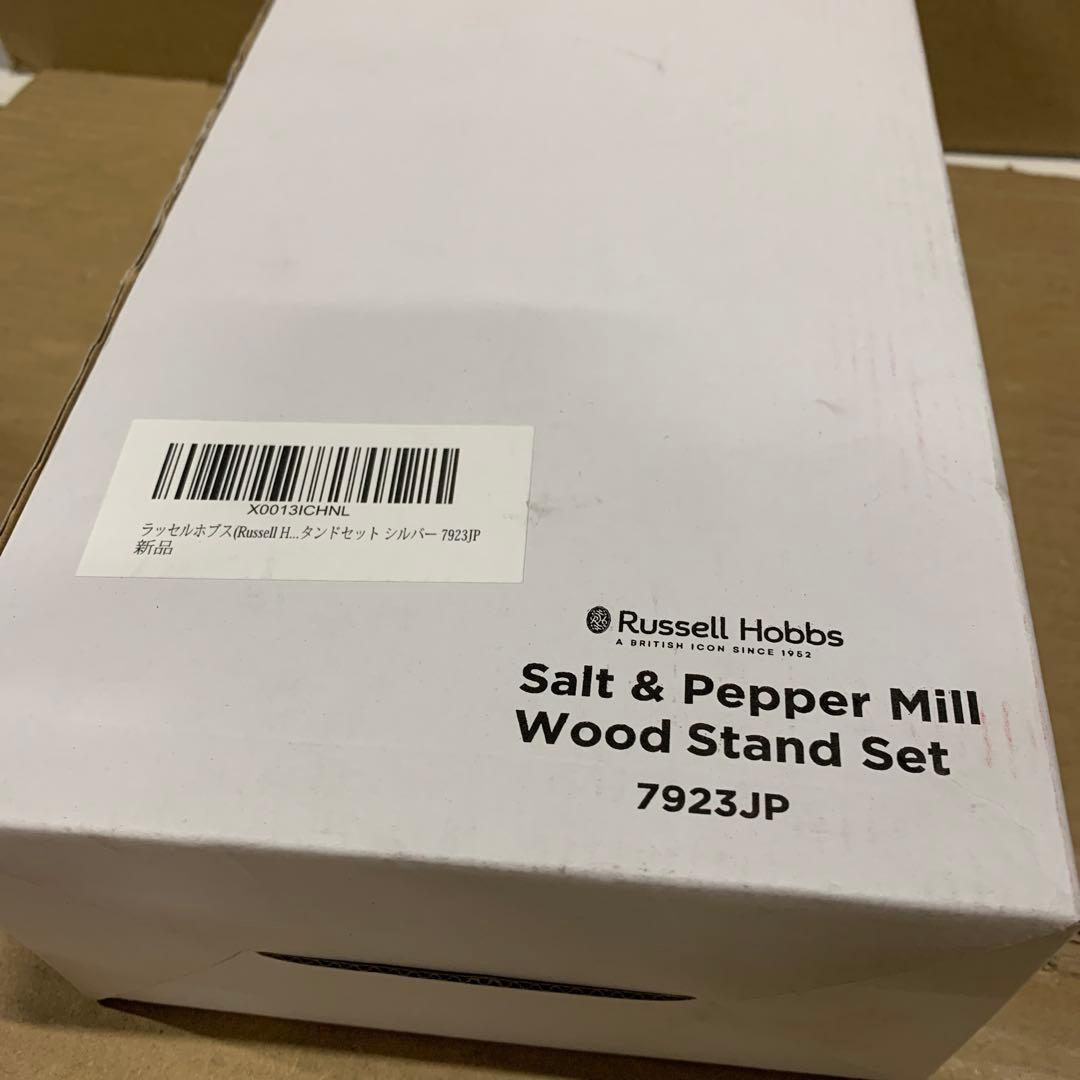 X0013ICHNL
ラッセルホブス(Russell H...タンドセット シルバー 7923JP
新品
Russell Hobbs
A BRITISH ICON SINCE 1952
Salt & Pepper Mill
Wood Stand Set
7923JP